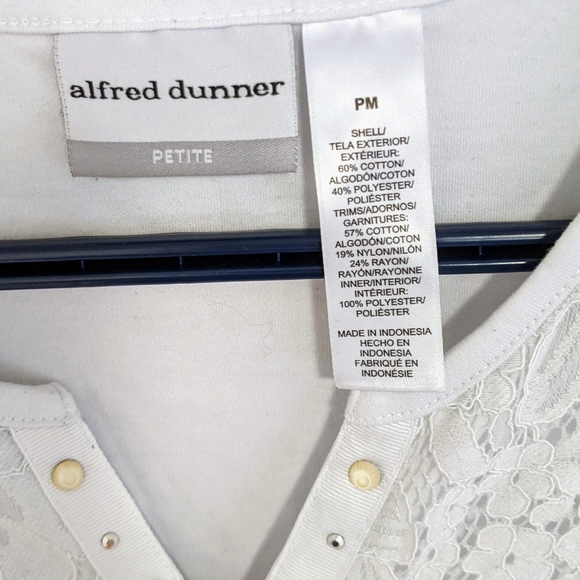 alfred dunner
PETITE
PM
SHELL/
TELA EXTERIOR/
EXTÉRIEUR:
60% COTTON/
ALGODÓN/COTON
40% POLYESTER/
POLIÉSTER
TRIMS/ADORNOS/
GARNITURES:
57% COTTON/
ALGODÓN/COTON
19% NYLON/NILÓN
24% RAYON/
RAYÓN/RAYONNE
INNER/INTERIOR/
INTÉRIEUR:
100% POLYESTER/
POLIÉSTER
MADE IN INDONESIA
HECHO EN
INDONESIA
FABRIQUÉ EN
INDONÉSIE